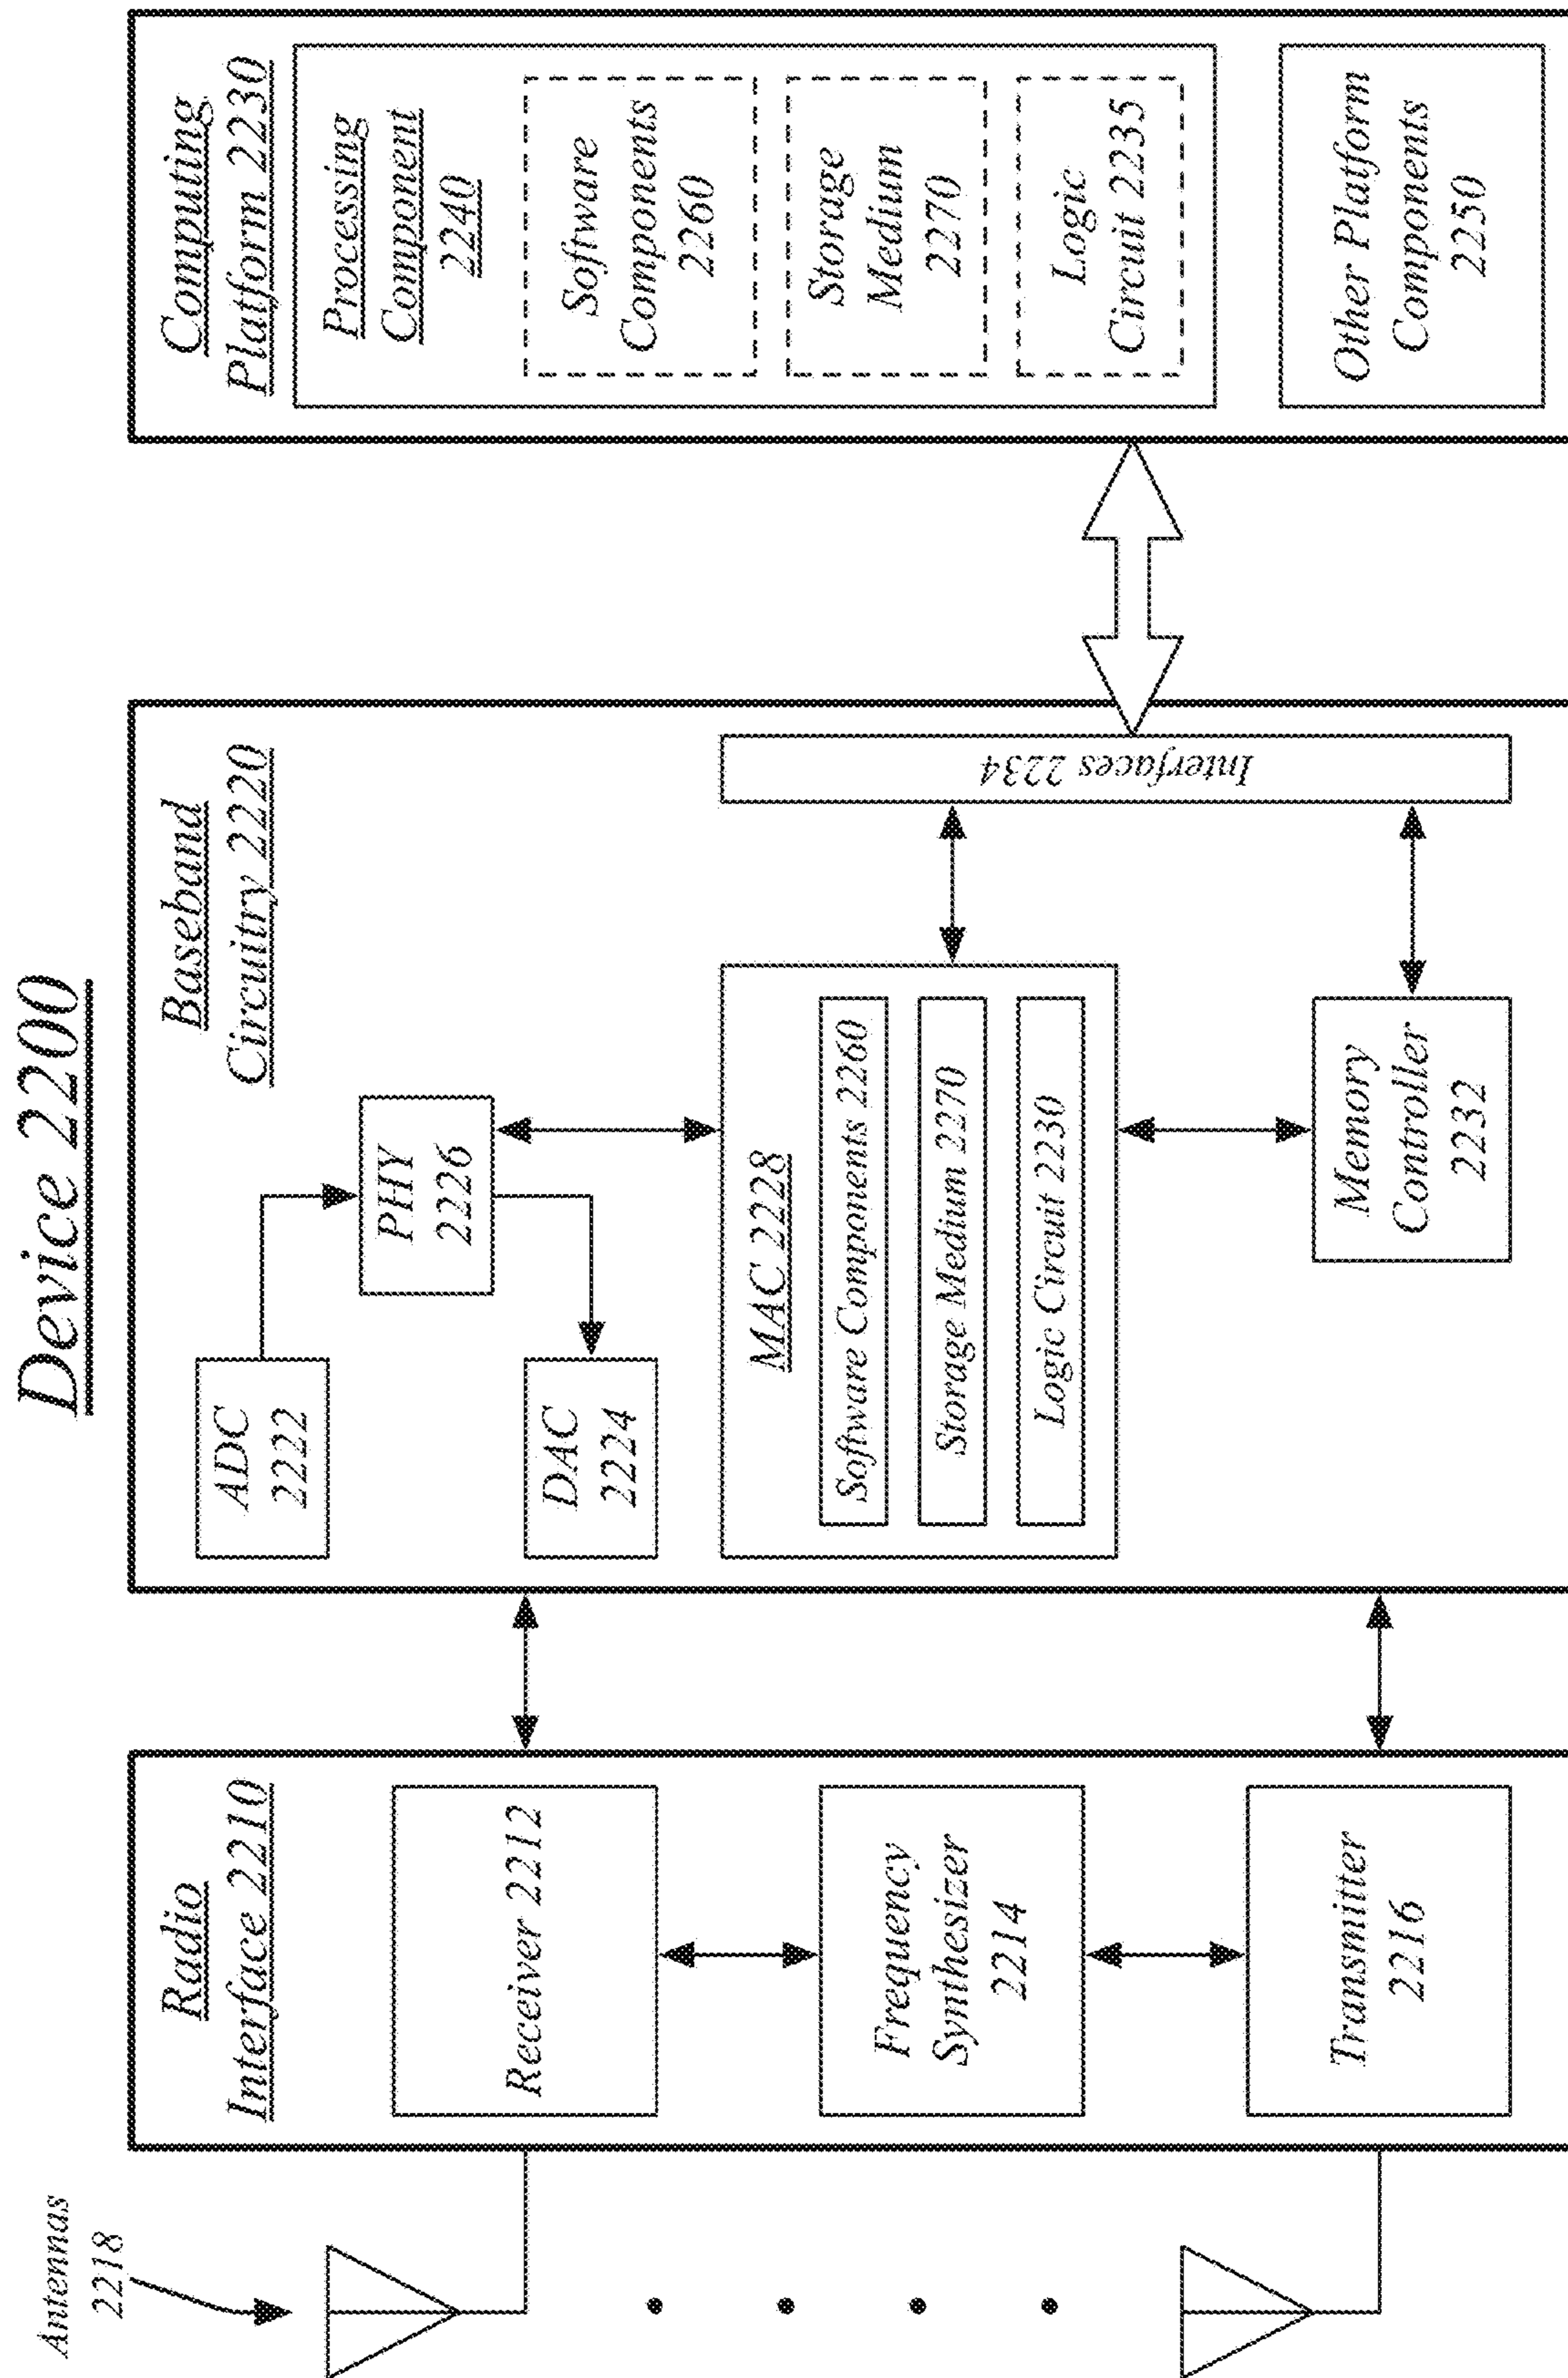 Device 2200
Antennas
2218
Radio
Interface 2210
Receiver 2212
Frequency
Synthesizer
2214
Transmitter
2216
Baseband
Circuitry 2220
ADC
2222
PHY
2226
DAC
2224
MAC 2228
Software Components 2260
Storage Medium 2270
Logic Circuit 2230
Memory
Controller
2232
Interfaces 2234
Computing
Platform 2230
Processing
Component
2240
Software
Components
2260
Storage
Medium
2270
Logic
Circuit 2235
Other Platform
Components
2250